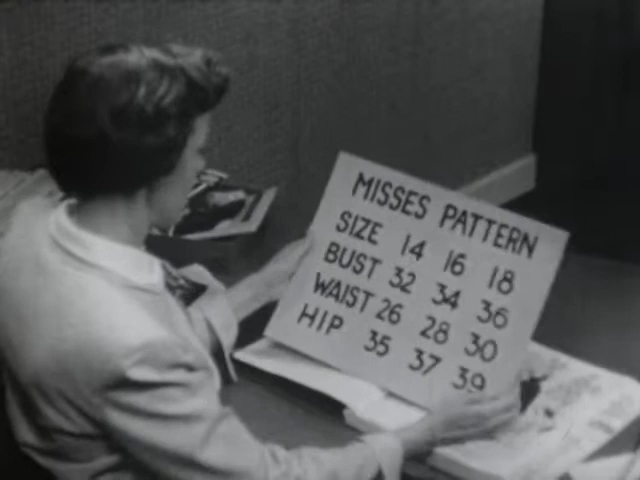 MISSES PATTERN
SIZE 14 16 18
BUST 32 34 36
WAIST 26 28 30
HIP 35 37 39